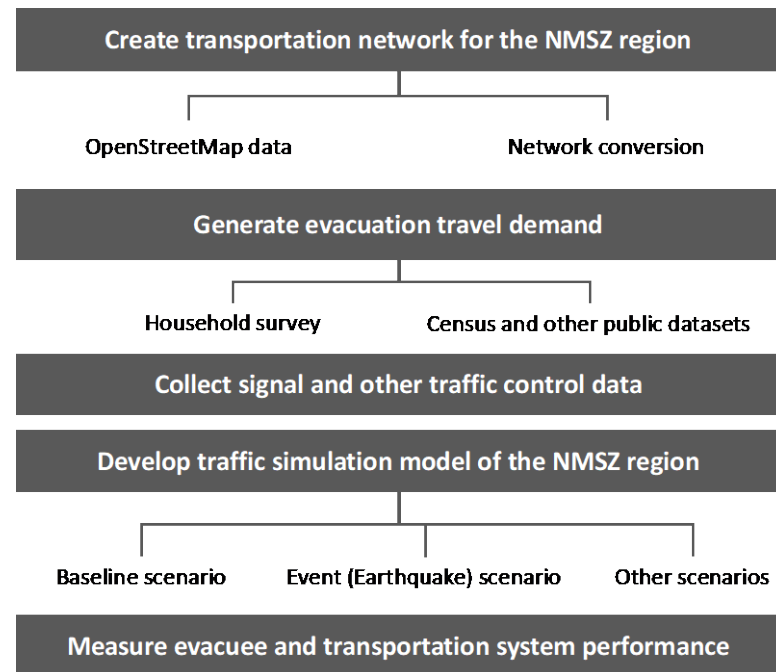 Create transportation network for the NMSZ region
OpenStreetMap data
Network conversion
Generate evacuation travel demand
Household survey
Census and other public datasets
Collect signal and other traffic control data
Develop traffic simulation model of the NMSZ region
Baseline scenario
Event (Earthquake) scenario
Other scenarios
Measure evacuee and transportation system performance